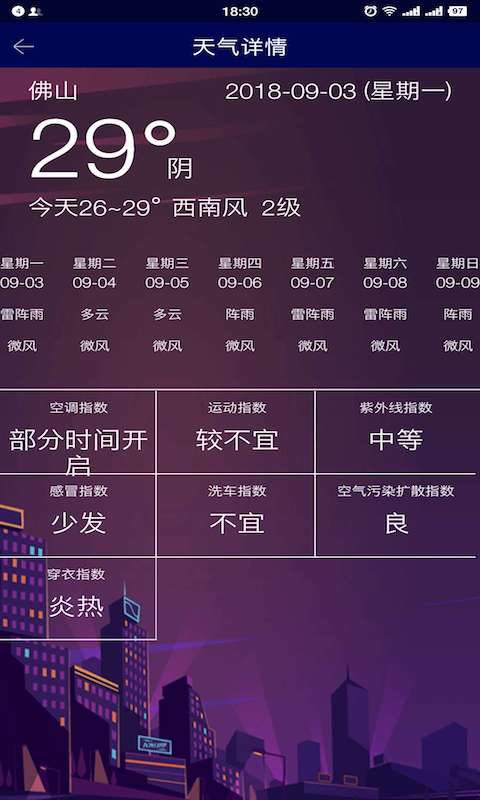 4 18:30 97
天气详情
佛山 2018-09-03 (星期一)
29° 阴
今天26~29° 西南风 2级
星期一 星期二 星期三 星期四 星期五 星期六 星期日
09-03 09-04 09-05 09-06 09-07 09-08 09-09
雷阵雨 多云 多云 阵雨 雷阵雨 雷阵雨 阵雨
微风 微风 微风 微风 微风 微风 微风
空调指数 运动指数 紫外线指数
部分时间开启 较不宜 中等
感冒指数 洗车指数 空气污染扩散指数
少发 不宜 良
穿衣指数
炎热